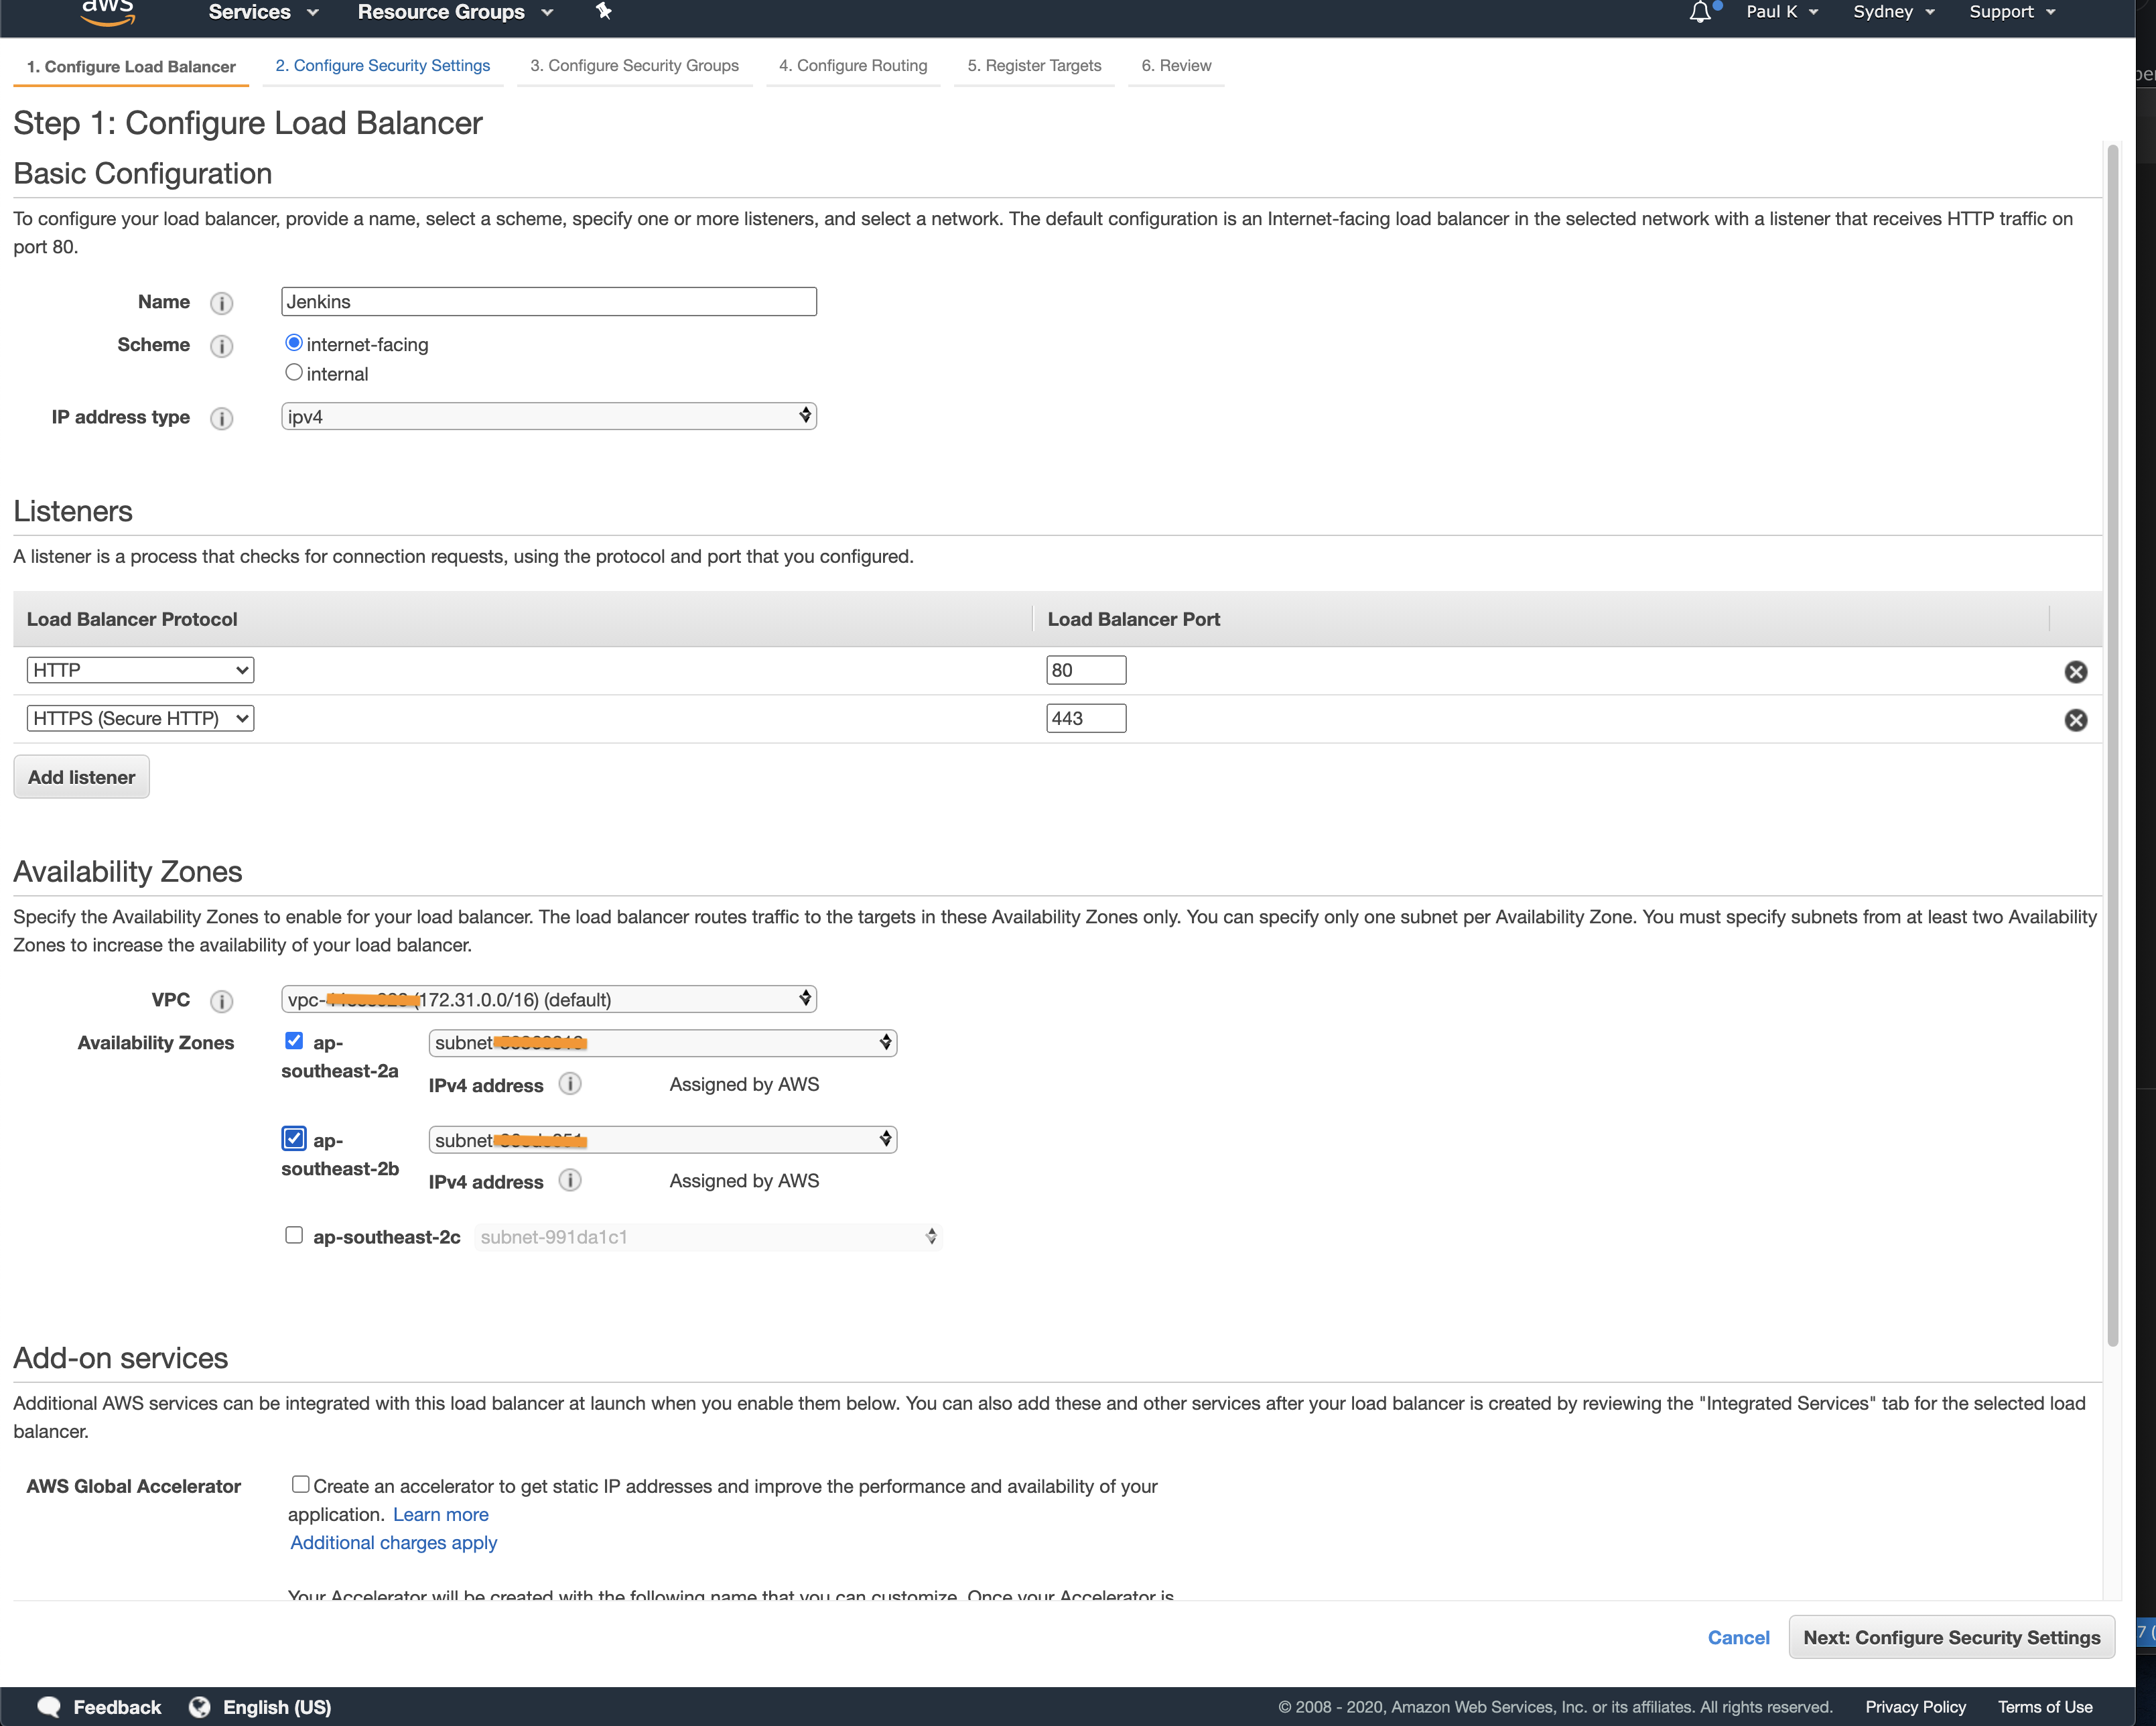 aws Services Resource Groups Paul K Sydney Support
1. Configure Load Balancer 2. Configure Security Settings 3. Configure Security Groups 4. Configure Routing 5. Register Targets 6. Review
Step 1: Configure Load Balancer
Basic Configuration
To configure your load balancer, provide a name, select a scheme, specify one or more listeners, and select a network. The default configuration is an Internet-facing load balancer in the selected network with a listener that receives HTTP traffic on
port 80.
Name Jenkins
Scheme internet-facing
internal
IP address type ipv4
Listeners
A listener is a process that checks for connection requests, using the protocol and port that you configured.
Load Balancer Protocol Load Balancer Port
HTTP 80
HTTPS (Secure HTTP) 443
Add listener
Availability Zones
Specify the Availability Zones to enable for your load balancer. The load balancer routes traffic to the targets in these Availability Zones only. You can specify only one subnet per Availability Zone. You must specify subnets from at least two Availability
Zones to increase the availability of your load balancer.
VPC vpc- (172.31.0.0/16) (default)
Availability Zones ap- subnet
southeast-2a
IPv4 address Assigned by AWS
ap- subnet
southeast-2b
IPv4 address Assigned by AWS
ap-southeast-2c subnet-991da1c1
Add-on services
Additional AWS services can be integrated with this load balancer at launch when you enable them below. You can also add these and other services after your load balancer is created by reviewing the "Integrated Services" tab for the selected load
balancer.
AWS Global Accelerator Create an accelerator to get static IP addresses and improve the performance and availability of your
application. Learn more
Additional charges apply
Your Accelerator will be created with the following name that you can customize. Once your Accelerator is
Cancel Next: Configure Security Settings
Feedback English (US) © 2008 - 2020, Amazon Web Services, Inc. or its affiliates. All rights reserved. Privacy Policy Terms of Use